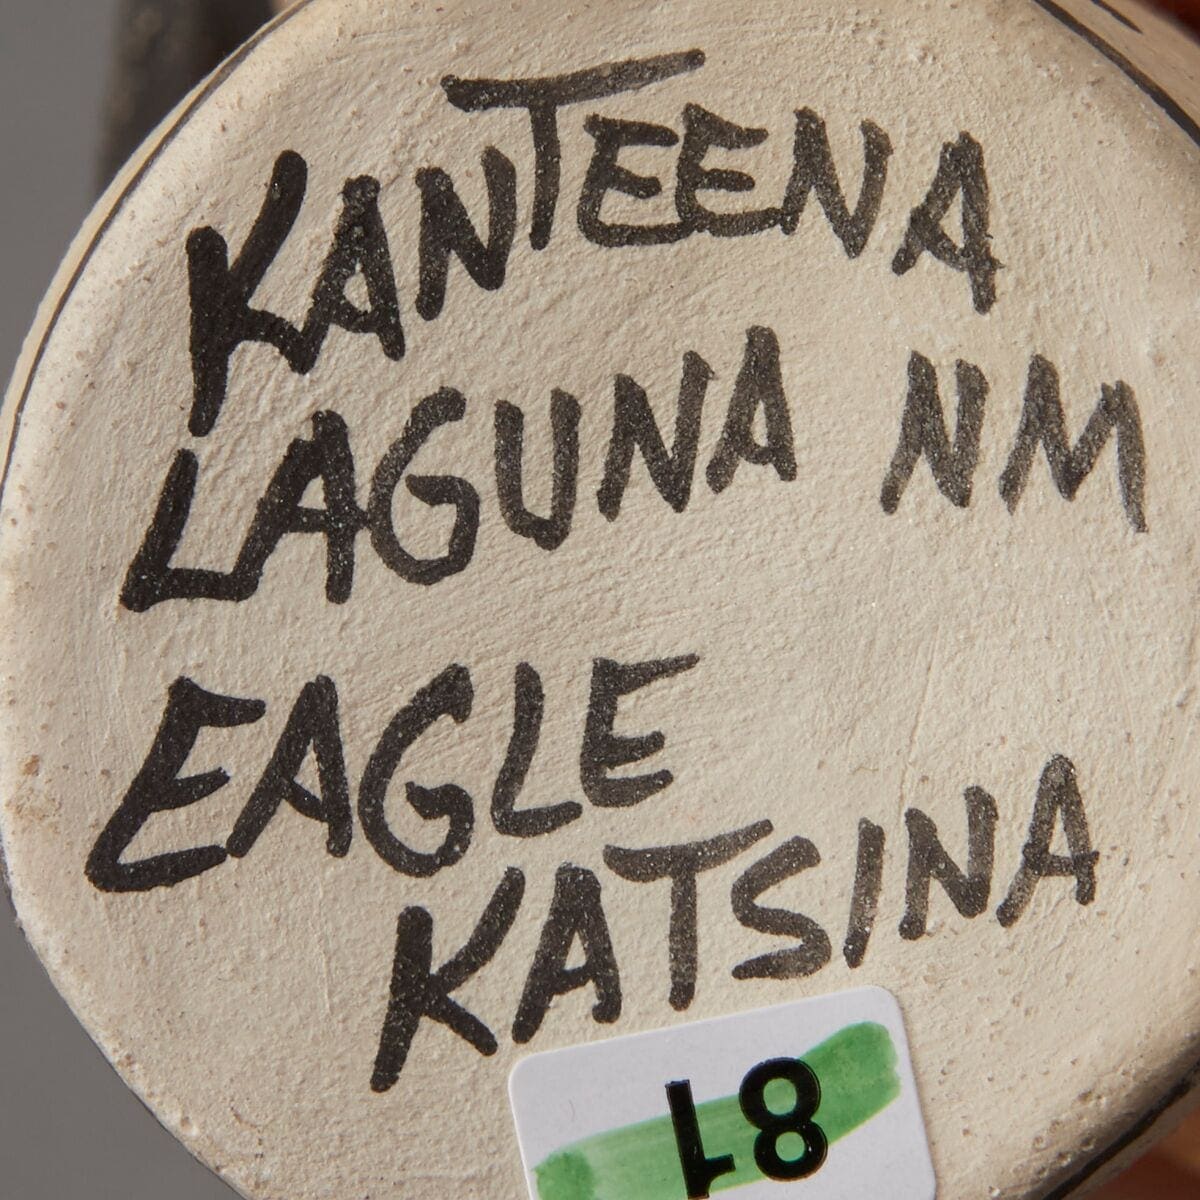 KANTEENA
LAGUNA NM
EAGLE
KATSINA
81